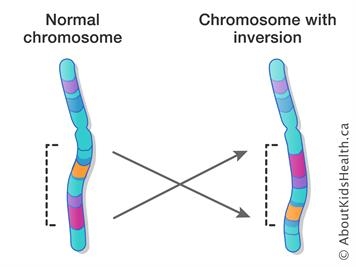 Normal
chromosome
Chromosome with
inversion
© AboutKidsHealth.ca